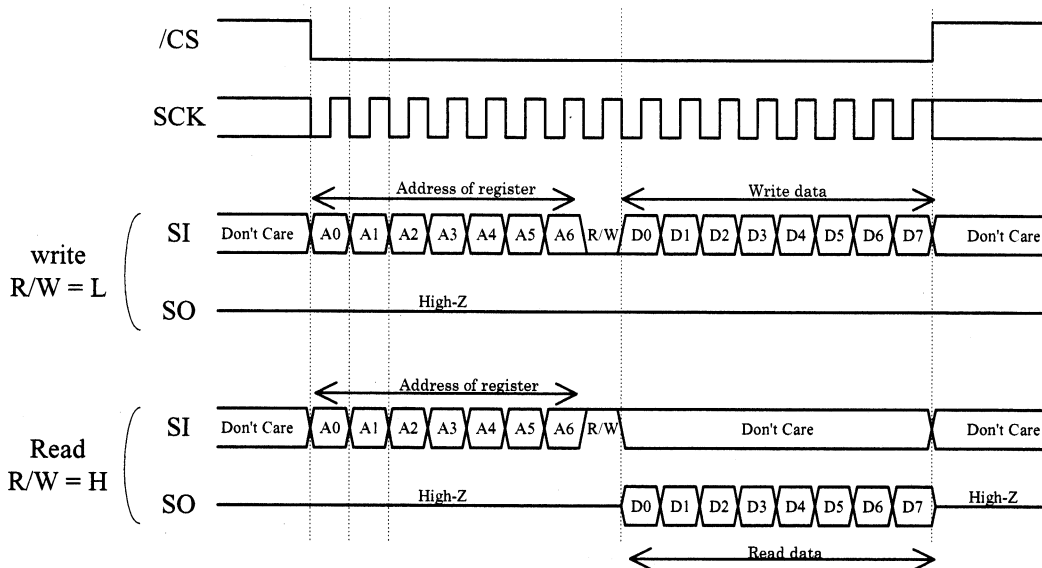 /CS
SCK
Address of register
Write data
write
R/W = L
SI
Don't Care
A0
A1
A2
A3
A4
A5
A6
R/W
D0
D1
D2
D3
D4
D5
D6
D7
Don't Care
SO
High-Z
Address of register
Read
R/W = H
SI
Don't Care
A0
A1
A2
A3
A4
A5
A6
R/W
Don't Care
Don't Care
SO
High-Z
D0
D1
D2
D3
D4
D5
D6
D7
High-Z
Read data